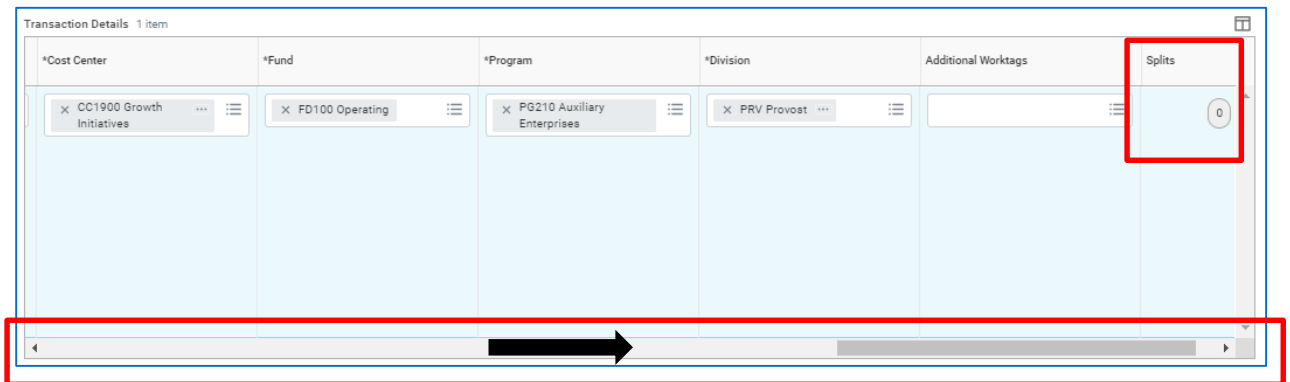 Transaction Details 1 item
*Cost Center *Fund *Program *Division Additional Worktags Splits
× CC1900 Growth Initiatives ...
× FD100 Operating
× PG210 Auxiliary Enterprises
× PRV Provost ...
0